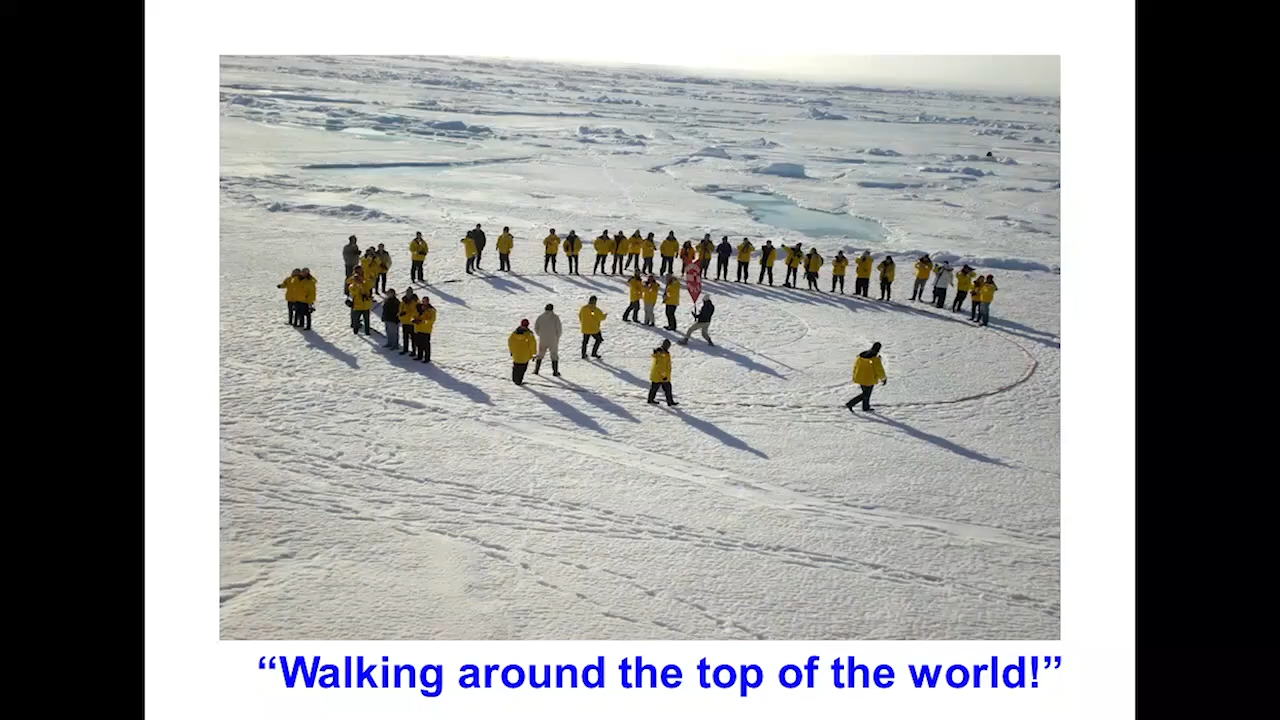 “Walking around the top of the world!”